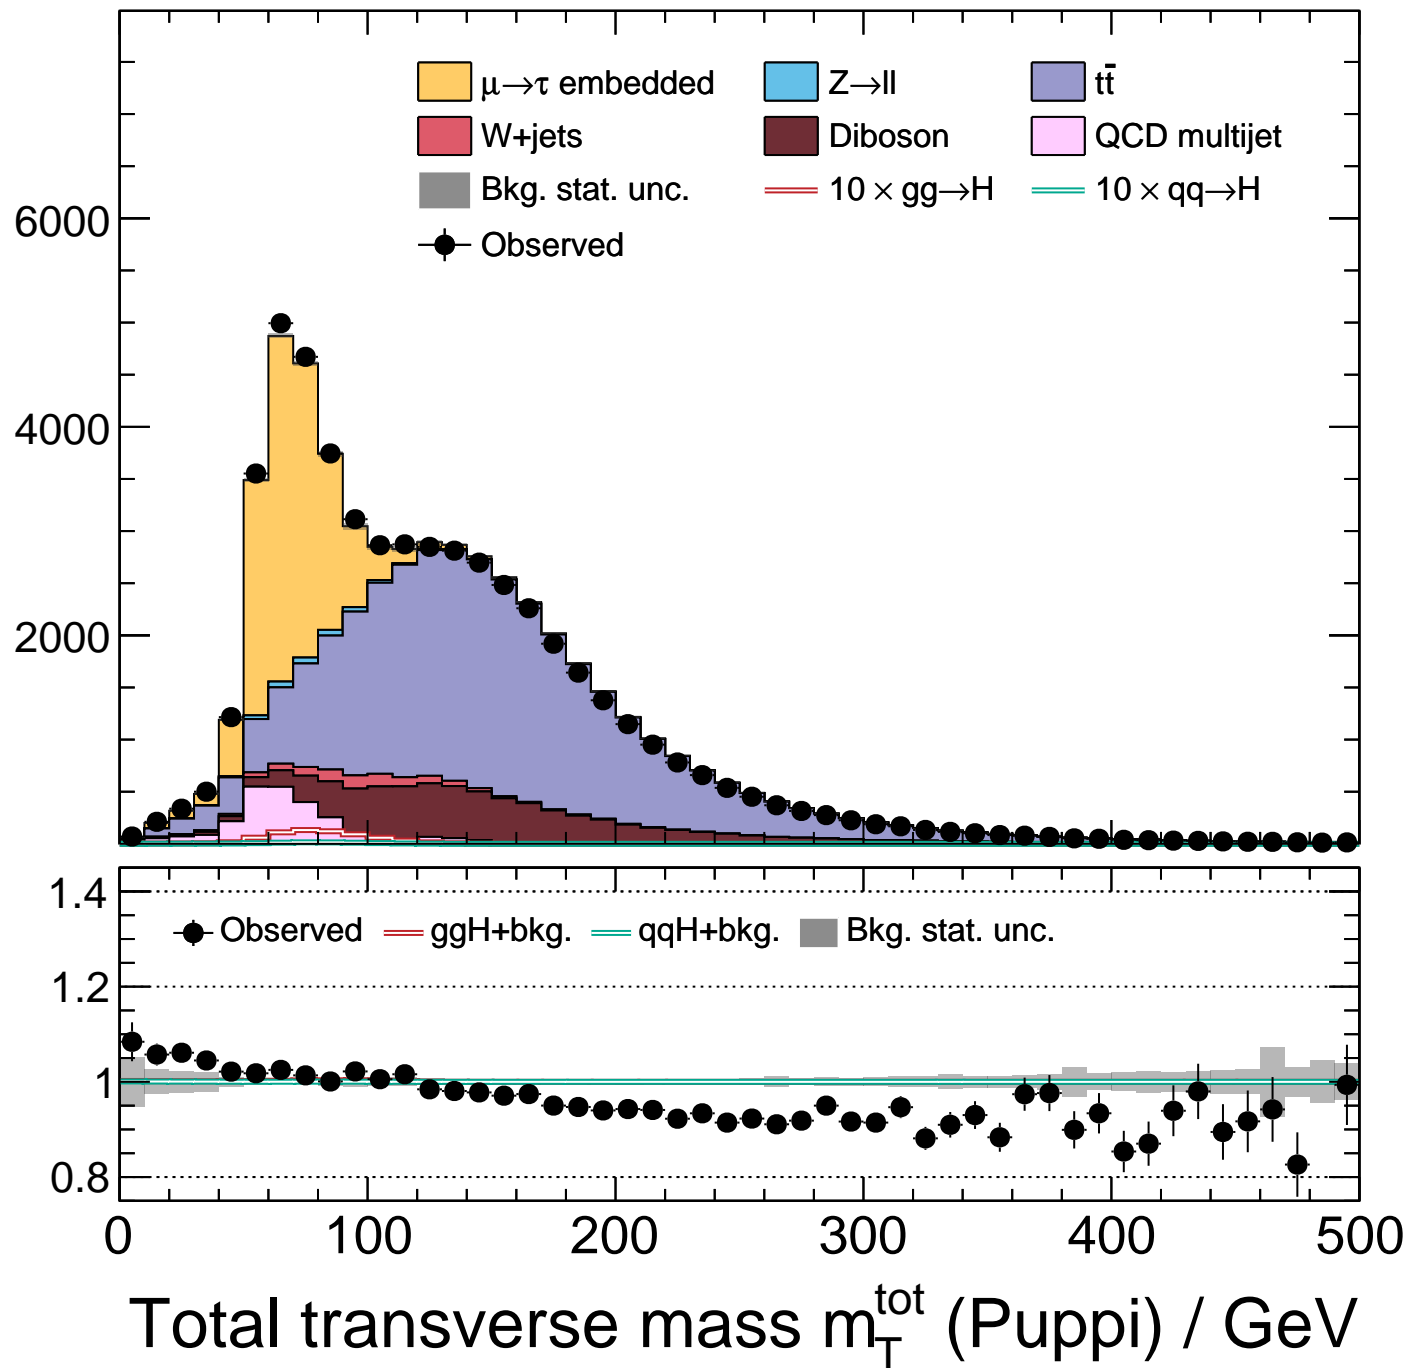 μ→τ embedded Z→ll tt̄
W+jets Diboson QCD multijet
Bkg. stat. unc. 10 × gg→H 10 × qq→H
Observed
6000
4000
2000
1.4
Observed ggH+bkg. qqH+bkg. Bkg. stat. unc.
1.2
1
0.8
0 100 200 300 400 500
Total transverse mass m_T^tot (Puppi) / GeV